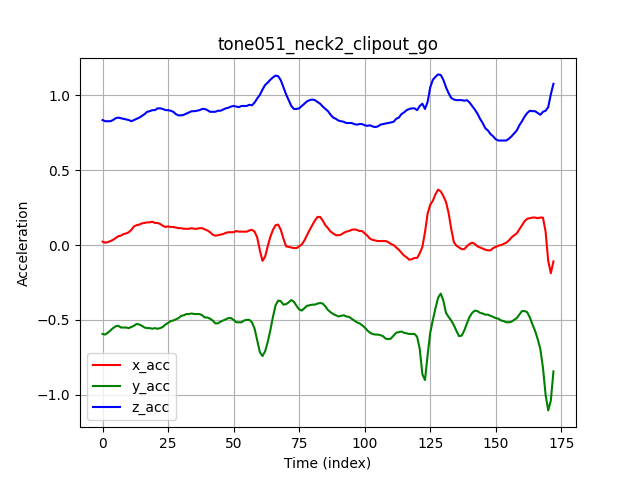 tone051_neck2_clipout_go
Acceleration
1.0
0.5
0.0
−0.5
−1.0
x_acc
y_acc
z_acc
0 25 50 75 100 125 150 175
Time (index)